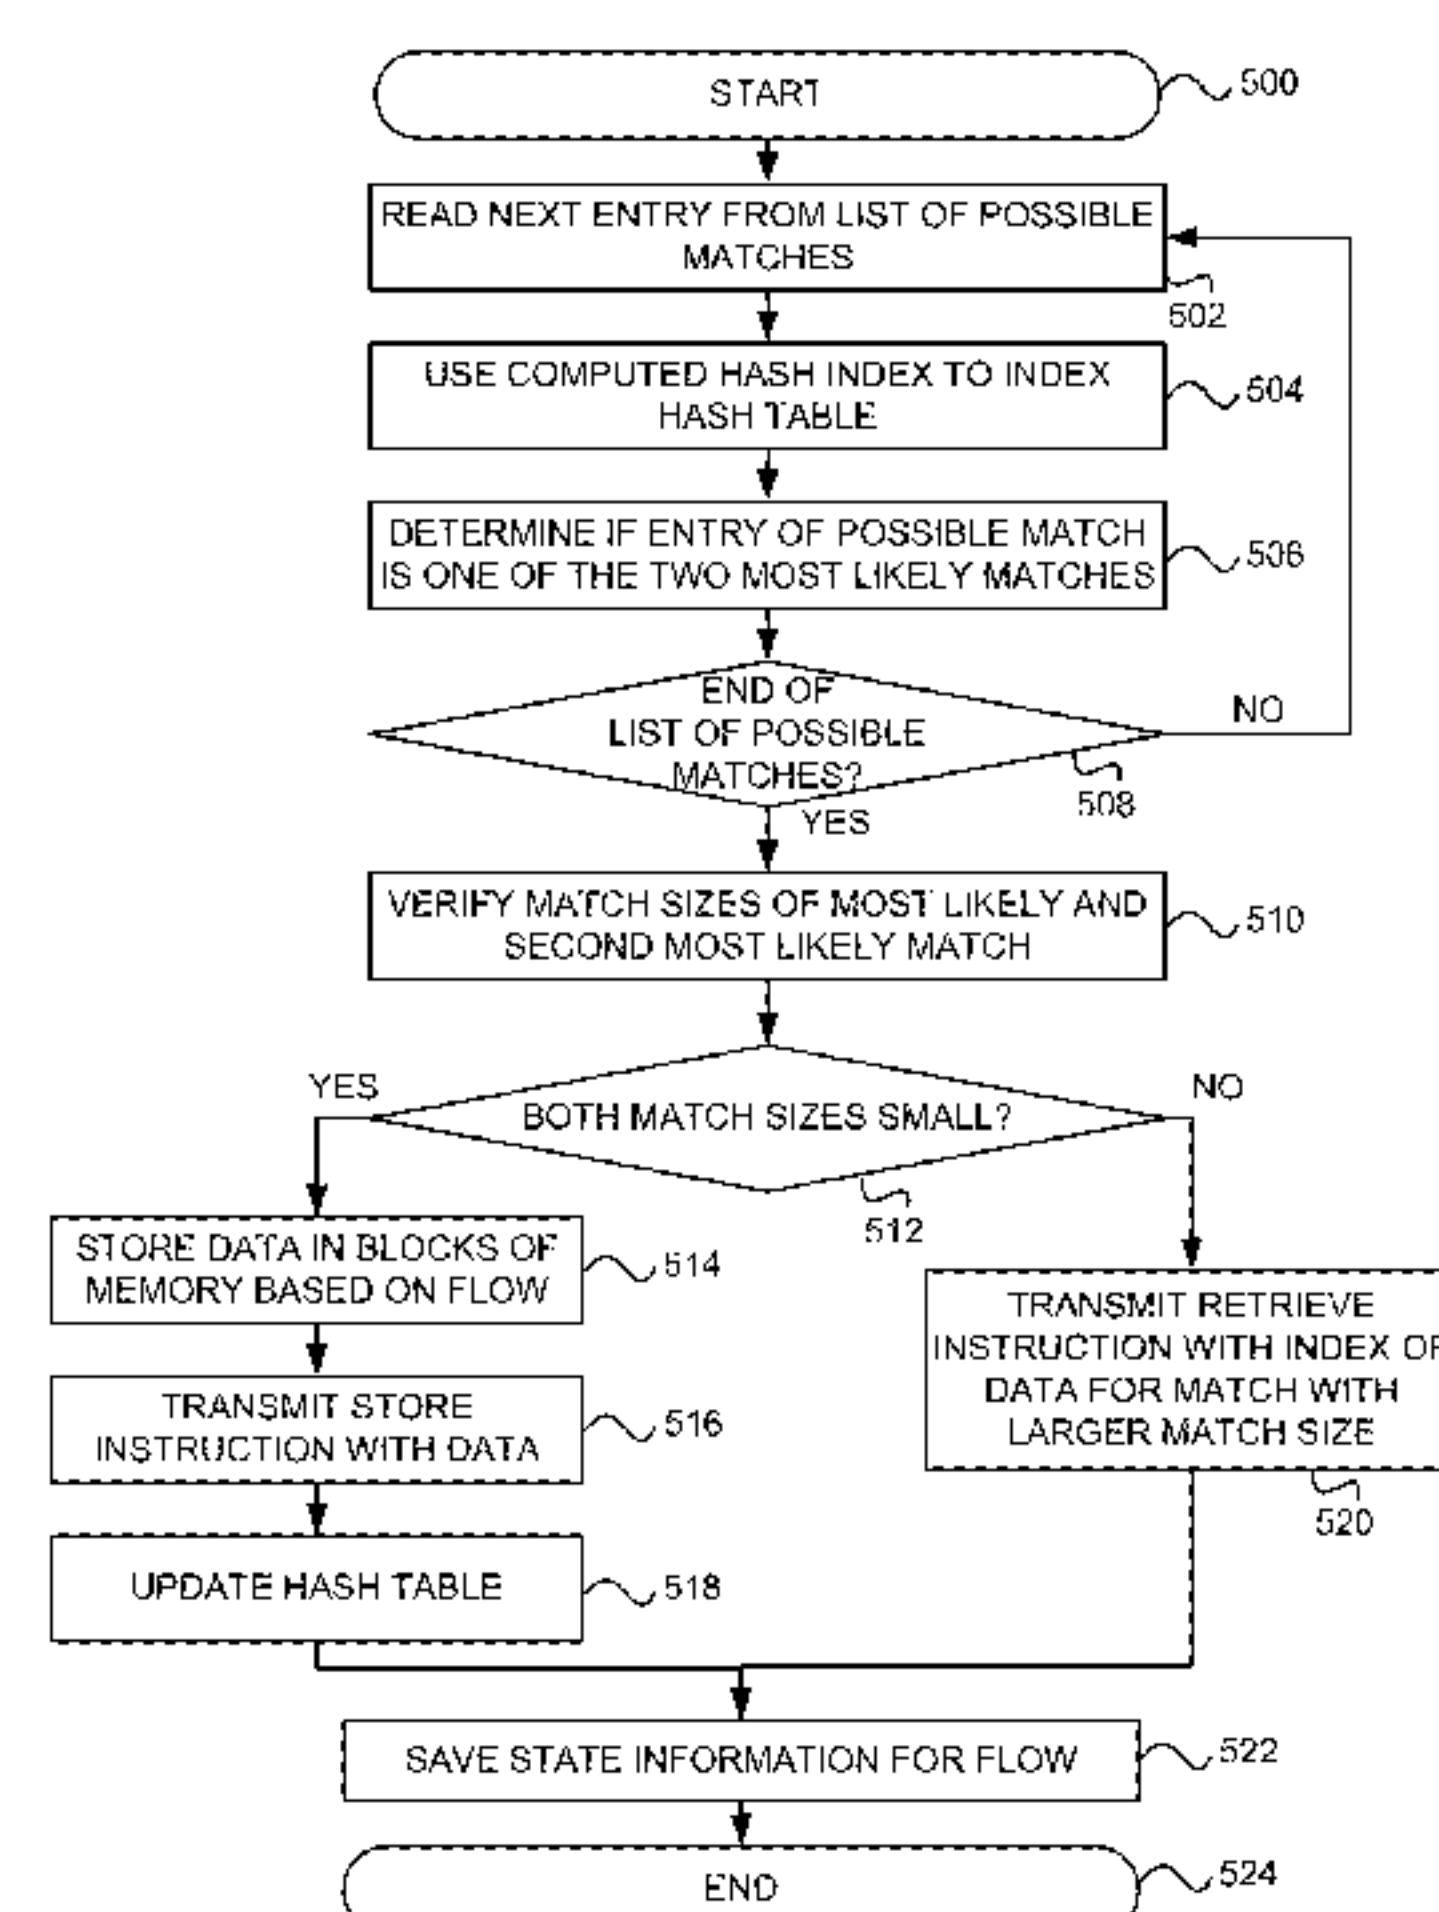 START
500
READ NEXT ENTRY FROM LIST OF POSSIBLE
MATCHES
502
USE COMPUTED HASH INDEX TO INDEX
HASH TABLE
504
DETERMINE IF ENTRY OF POSSIBLE MATCH
IS ONE OF THE TWO MOST LIKELY MATCHES
506
END OF
LIST OF POSSIBLE
MATCHES?
NO
508
YES
VERIFY MATCH SIZES OF MOST LIKELY AND
SECOND MOST LIKELY MATCH
510
YES
BOTH MATCH SIZES SMALL?
NO
512
STORE DATA IN BLOCKS OF
MEMORY BASED ON FLOW
514
TRANSMIT STORE
INSTRUCTION WITH DATA
516
UPDATE HASH TABLE
518
TRANSMIT RETRIEVE
INSTRUCTION WITH INDEX OF
DATA FOR MATCH WITH
LARGER MATCH SIZE
520
SAVE STATE INFORMATION FOR FLOW
522
END
524